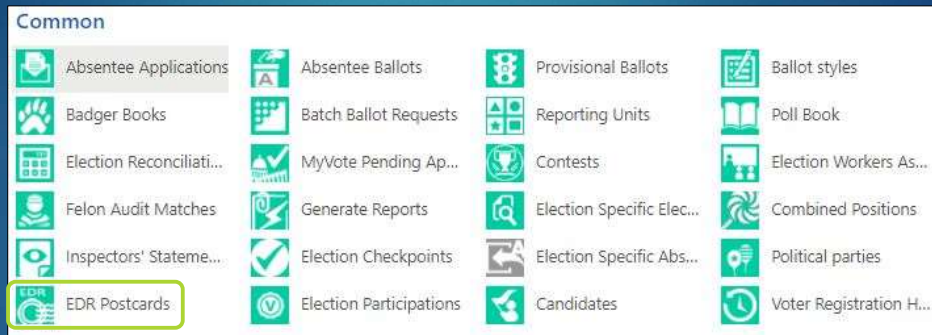 Common
Absentee Applications Absentee Ballots Provisional Ballots Ballot styles
Badger Books Batch Ballot Requests Reporting Units Poll Book
Election Reconciliati... MyVote Pending Ap... Contests Election Workers As...
Felon Audit Matches Generate Reports Election Specific Elec... Combined Positions
Inspectors' Stateme... Election Checkpoints Election Specific Abs... Political parties
EDR EDR Postcards Election Participations Candidates Voter Registration H...